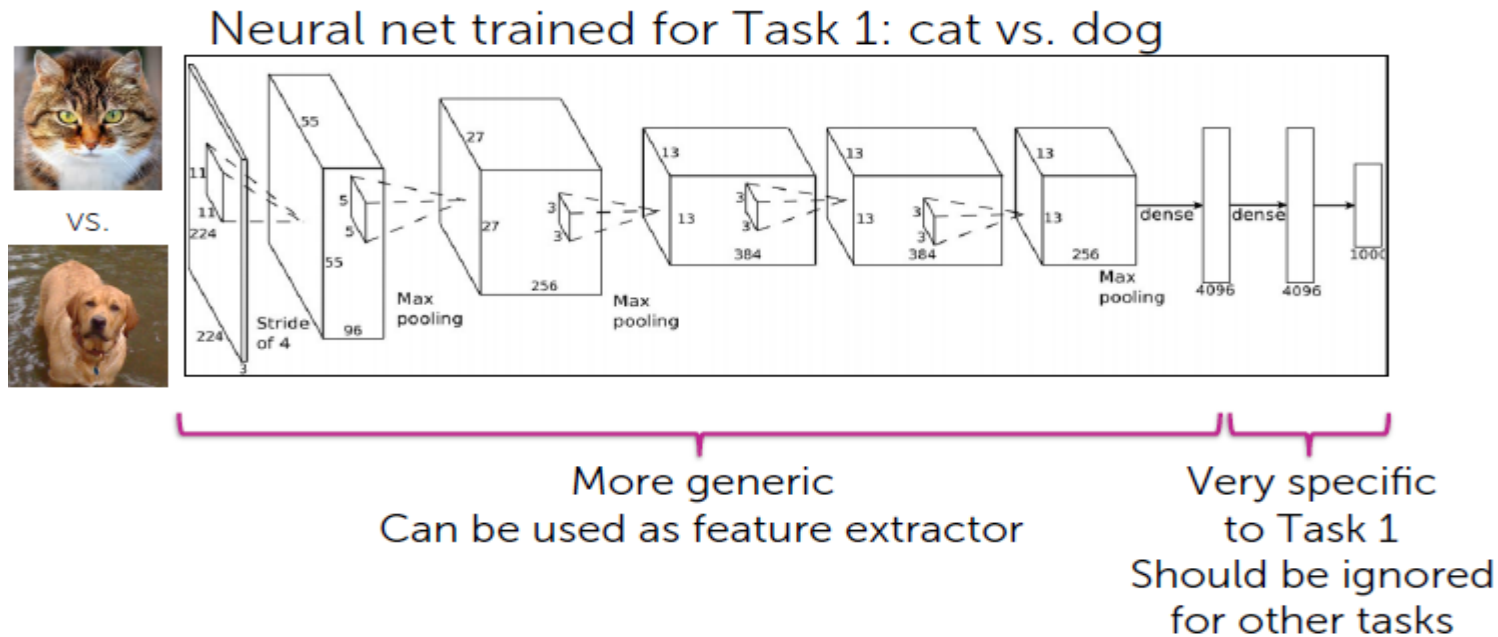 Neural net trained for Task 1: cat vs. dog
vs.
11
11
224
224
3
Stride
of 4
55
55
96
5
5
Max
pooling
27
27
256
3
3
Max
pooling
13
13
384
3
3
13
13
384
3
3
13
13
256
Max
pooling
dense
4096
dense
4096
1000
More generic
Can be used as feature extractor
Very specific
to Task 1
Should be ignored
for other tasks